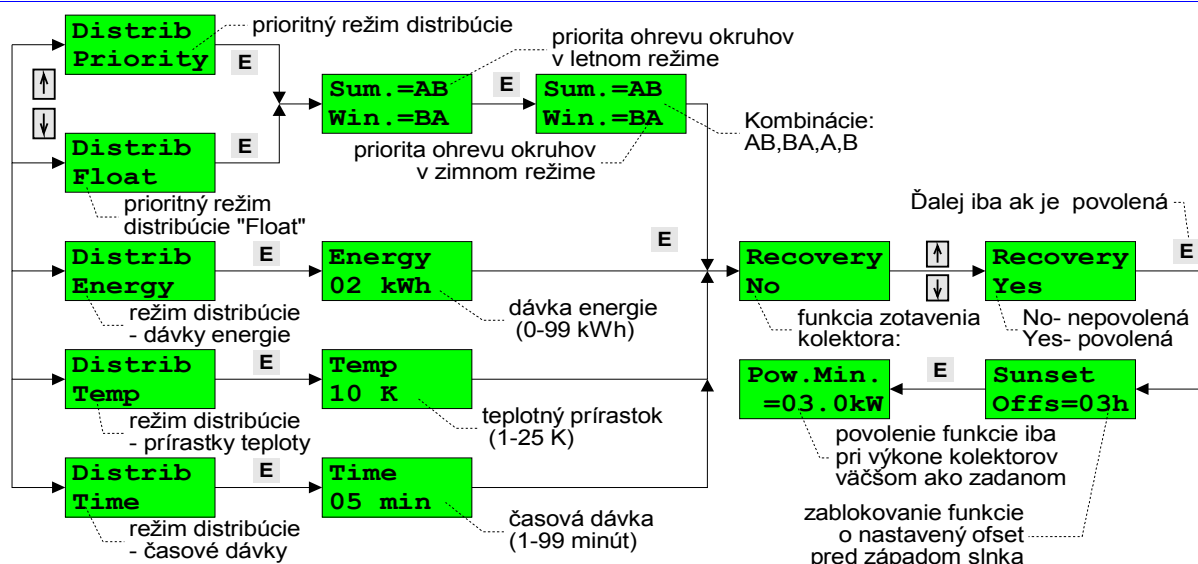 Distrib
Priority
prioritný režim distribúcie
E
↑
↓
Distrib
Float
E
prioritný režim
distribúcie "Float"
Sum.=AB
Win.=BA
priorita ohrevu okruhov
v letnom režime
E
Sum.=AB
Win.=BA
priorita ohrevu okruhov
v zimnom režime
Kombinácie:
AB,BA,A,B
Distrib
Energy
E
režim distribúcie
- dávky energie
Energy
02 kWh
dávka energie
(0-99 kWh)
E
Distrib
Temp
E
režim distribúcie
- prírastky teploty
Temp
10 K
teplotný prírastok
(1-25 K)
Distrib
Time
E
režim distribúcie
- časové dávky
Time
05 min
časová dávka
(1-99 minút)
Recovery
No
funkcia zotavenia
kolektora:
↑
↓
Recovery
Yes
No- nepovolená
Yes- povolená
Ďalej iba ak je povolená
E
Sunset
Offs=03h
zablokovanie funkcie
o nastavený ofset
pred západom slnka
E
Pow.Min.
=03.0kW
povolenie funkcie iba
pri výkone kolektorov
väčšom ako zadanom